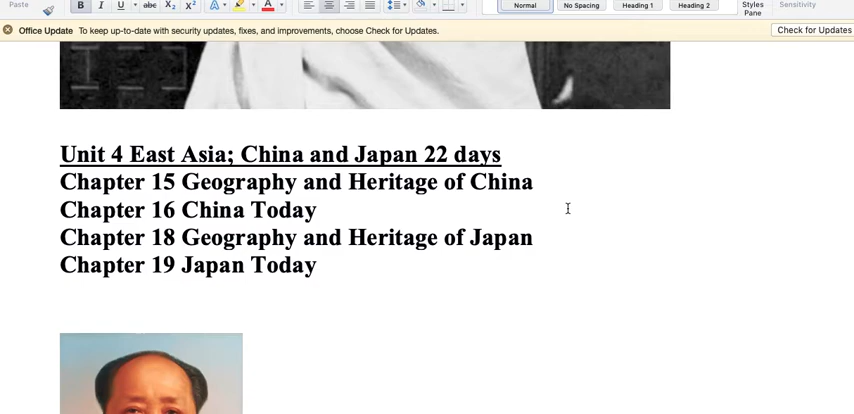 Paste
B I U abc X₂ X² A A
Normal No Spacing Heading 1 Heading 2 Styles Pane Sensitivity
Office Update To keep up-to-date with security updates, fixes, and improvements, choose Check for Updates. Check for Updates
Unit 4 East Asia; China and Japan 22 days
Chapter 15 Geography and Heritage of China
Chapter 16 China Today
Chapter 18 Geography and Heritage of Japan
Chapter 19 Japan Today